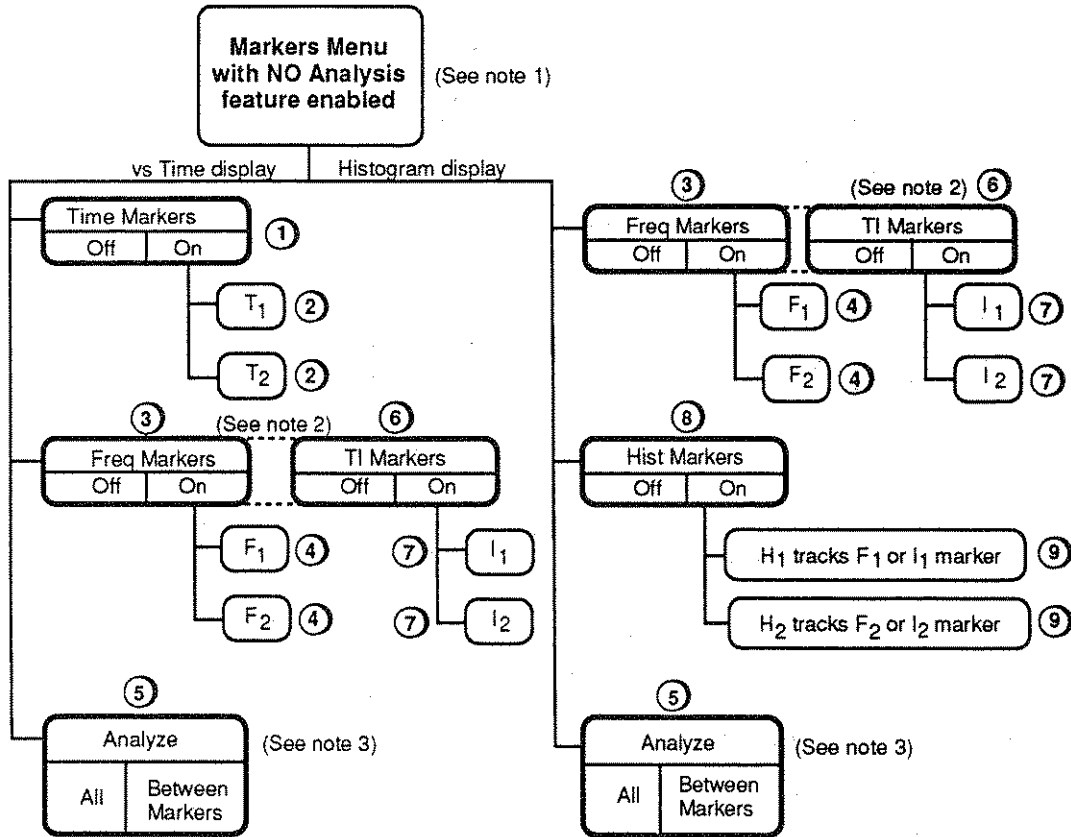 Markers Menu
with NO Analysis
feature enabled
(See note 1)
vs Time display
Histogram display
Time Markers
Off
On
1
T1
2
T2
2
3
(See note 2)
6
Freq Markers
Off
On
TI Markers
Off
On
F1
4
7
I1
F2
4
7
I2
5
Analyze
(See note 3)
All
Between
Markers
3
(See note 2)
6
Freq Markers
Off
On
TI Markers
Off
On
F1
4
I1
7
F2
4
I2
7
8
Hist Markers
Off
On
H1 tracks F1 or I1 marker
9
H2 tracks F2 or I2 marker
9
5
Analyze
(See note 3)
All
Between
Markers